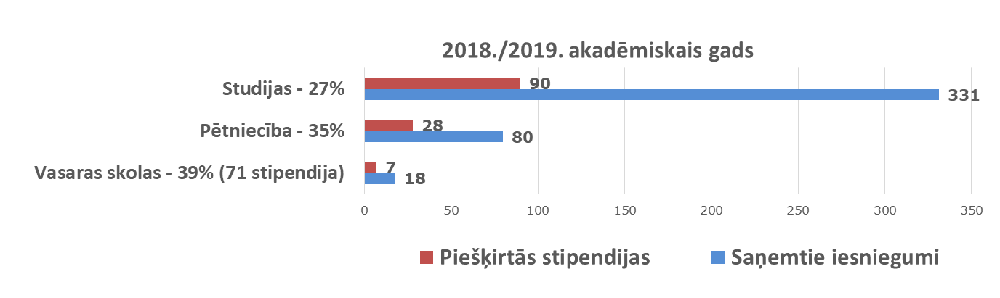 2018./2019. akadēmiskais gads
Studijas - 27%
90
331
Pētniecība - 35%
28
80
Vasaras skolas - 39% (71 stipendija)
7
18
0 50 100 150 200 250 300 350
Piešķirtās stipendijas Saņemtie iesniegumi